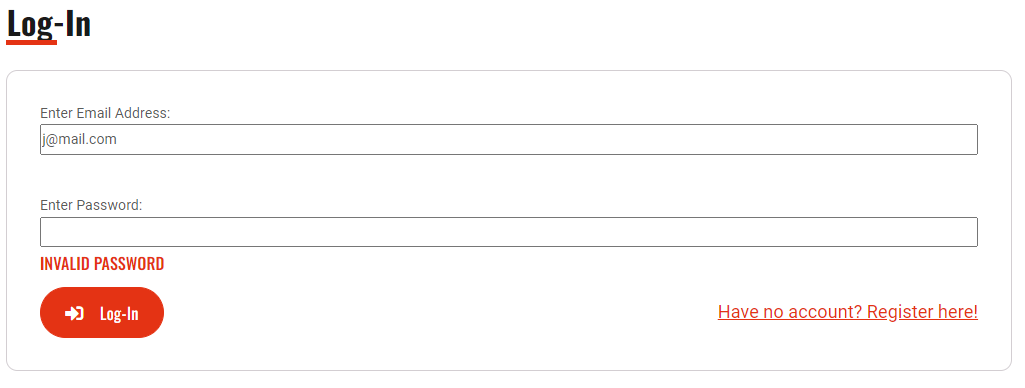 Log-In
Enter Email Address:
j@mail.com
Enter Password:
INVALID PASSWORD
Log-In
Have no account? Register here!